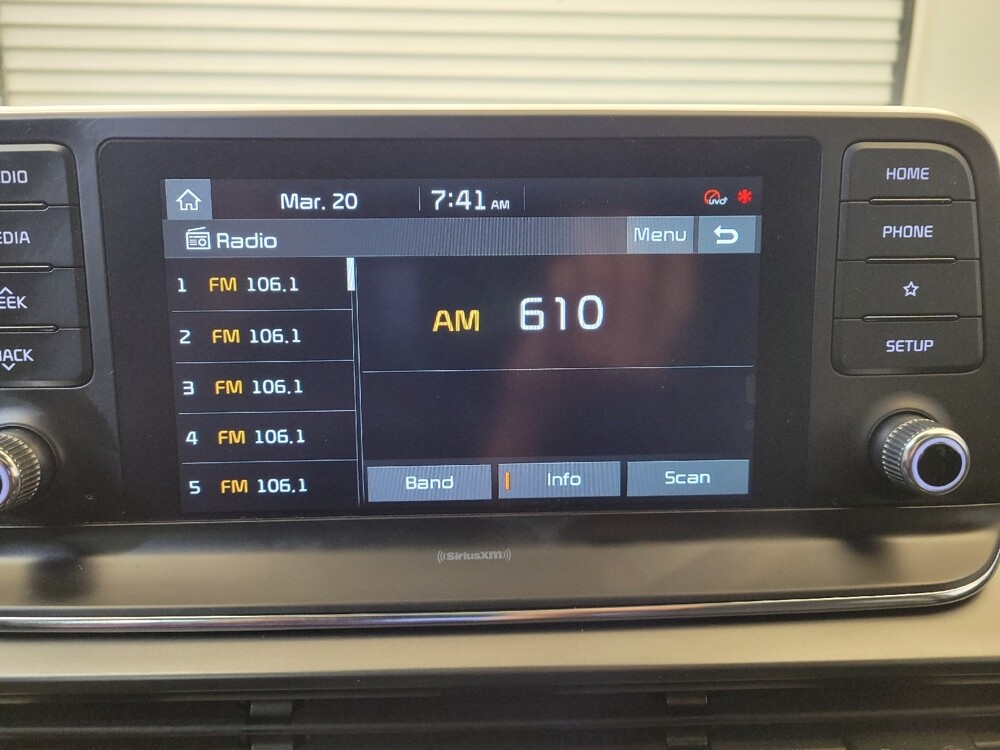 Mar. 20 7:41 AM UVO
Radio Menu
1 FM 106.1
2 FM 106.1
3 FM 106.1
4 FM 106.1
5 FM 106.1
AM 610
Band Info Scan
DIO
EDIA
EEK
RACK
HOME
PHONE
SETUP
((SiriusXM))